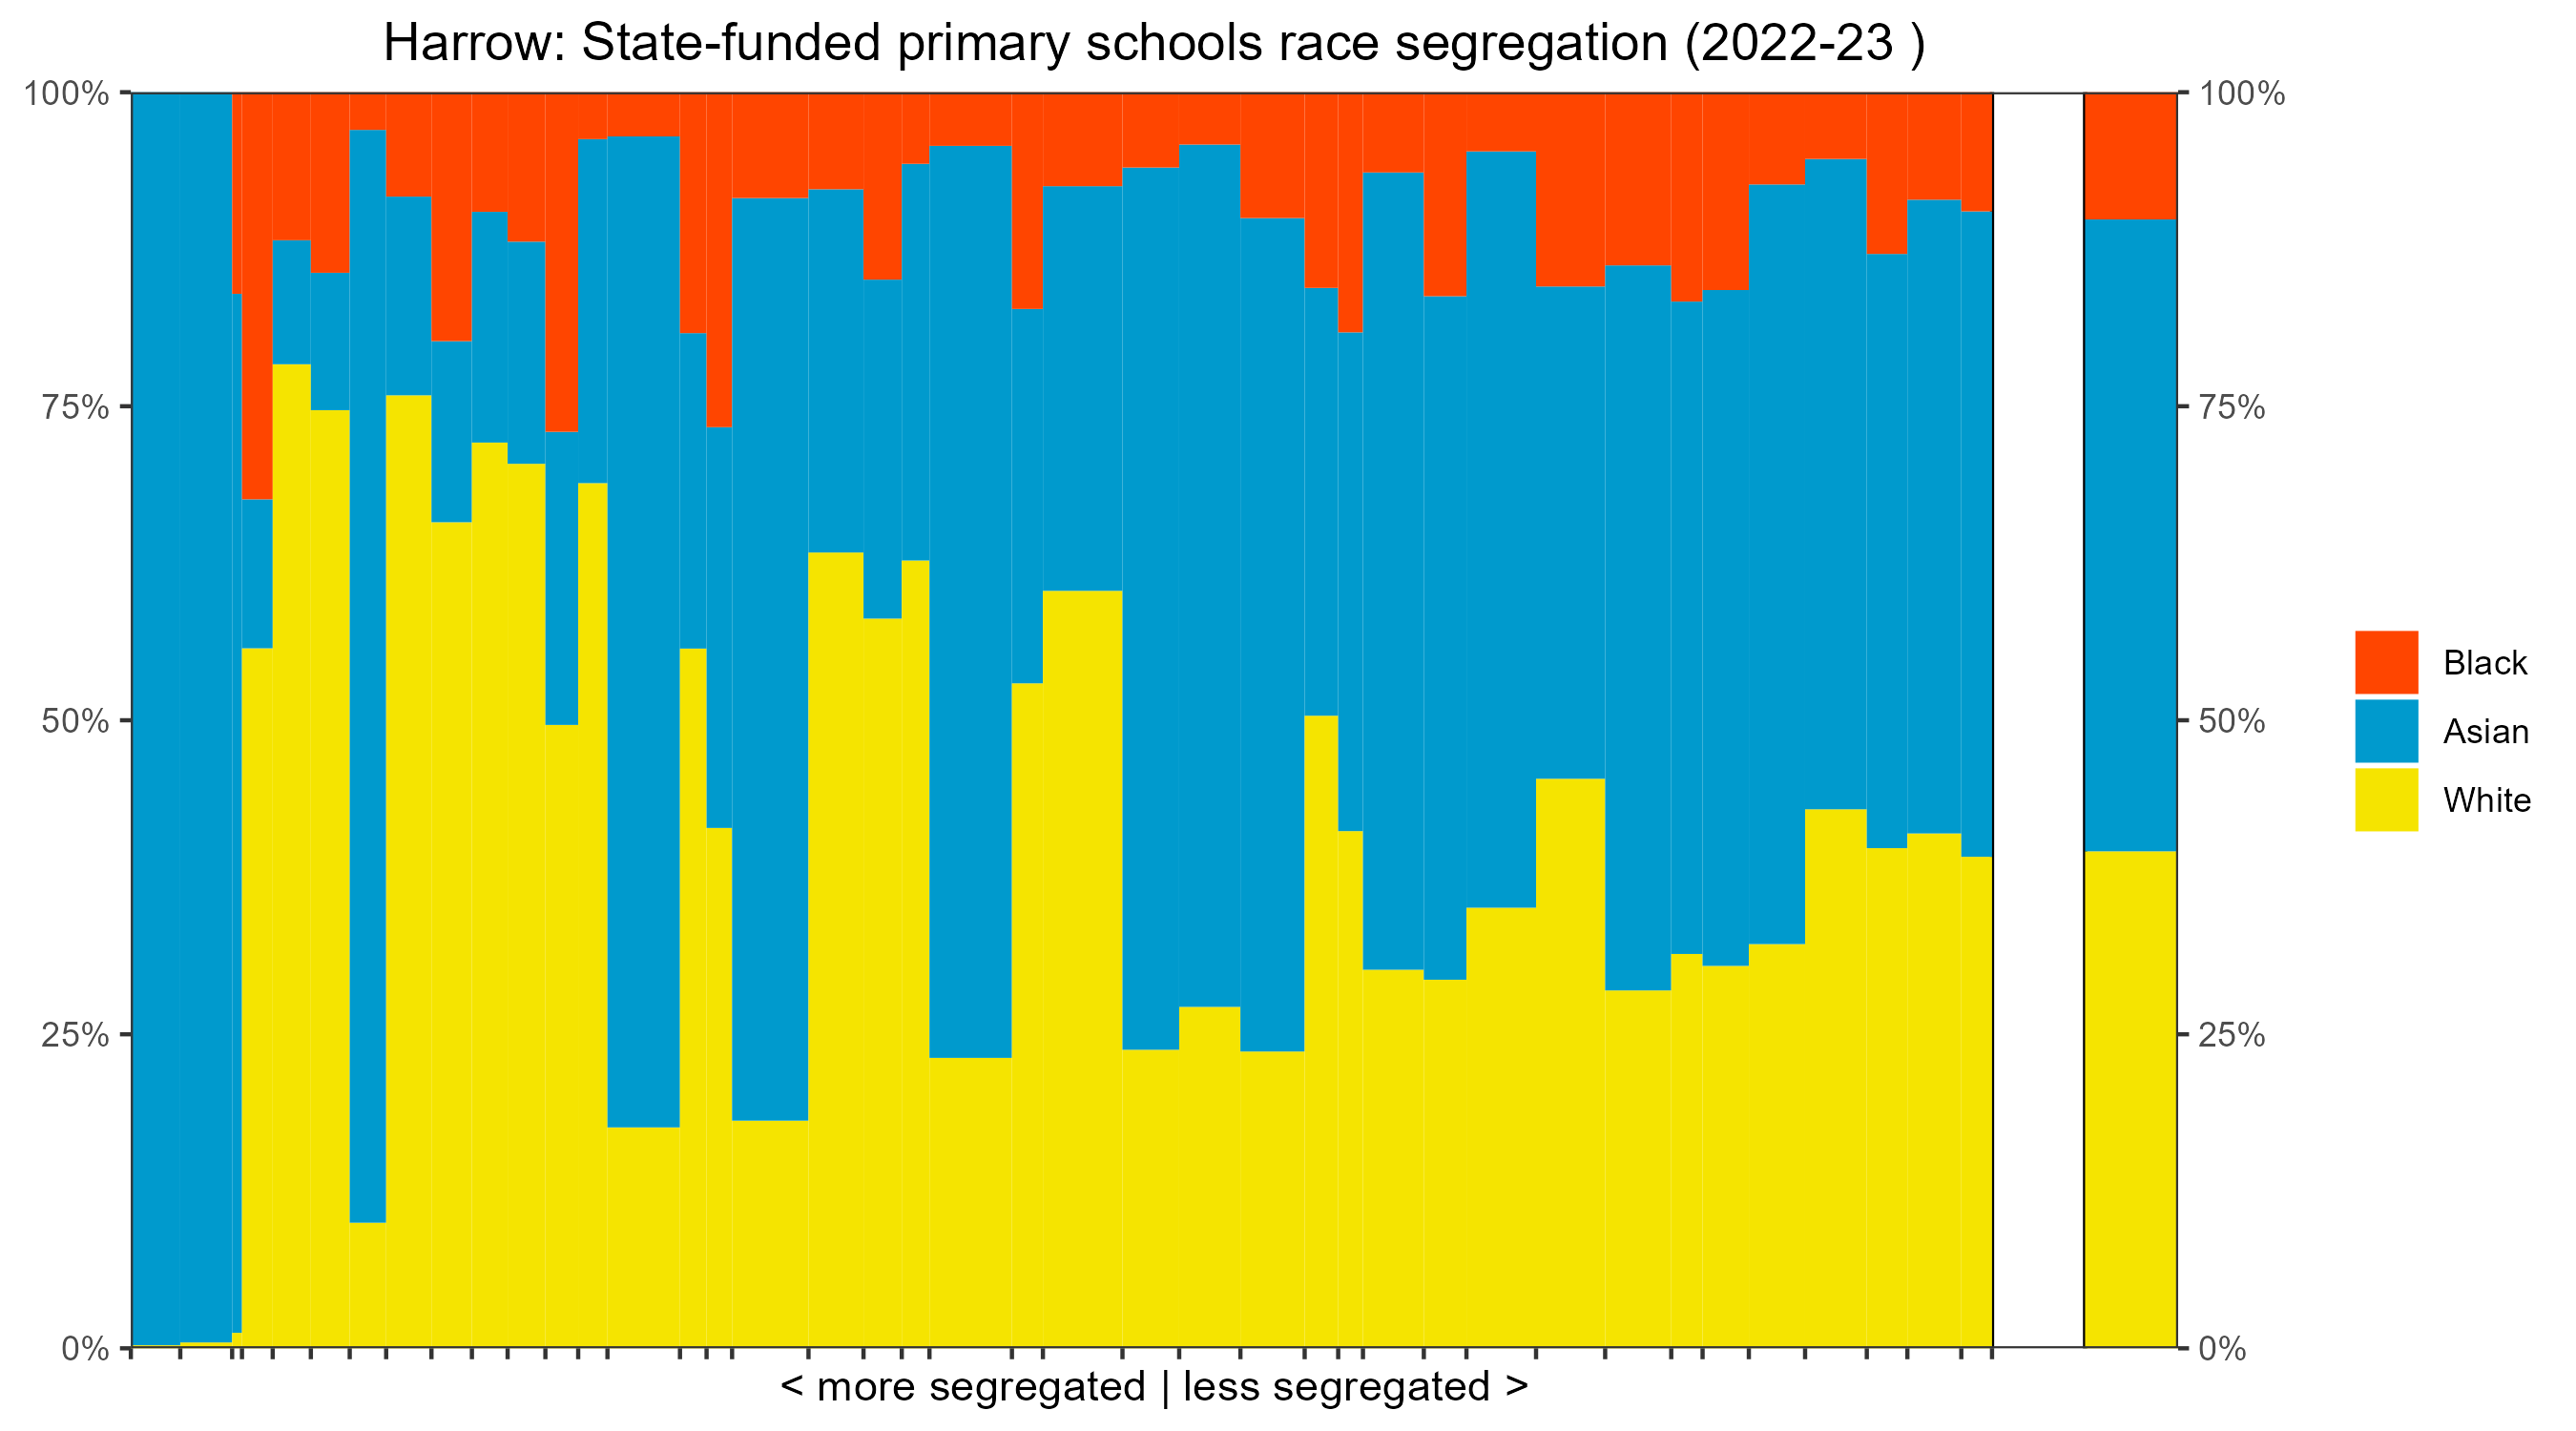 Harrow: State-funded primary schools race segregation (2022-23 )
100%
75%
50%
25%
0%
100%
75%
50%
25%
0%
Black
Asian
White
< more segregated | less segregated >